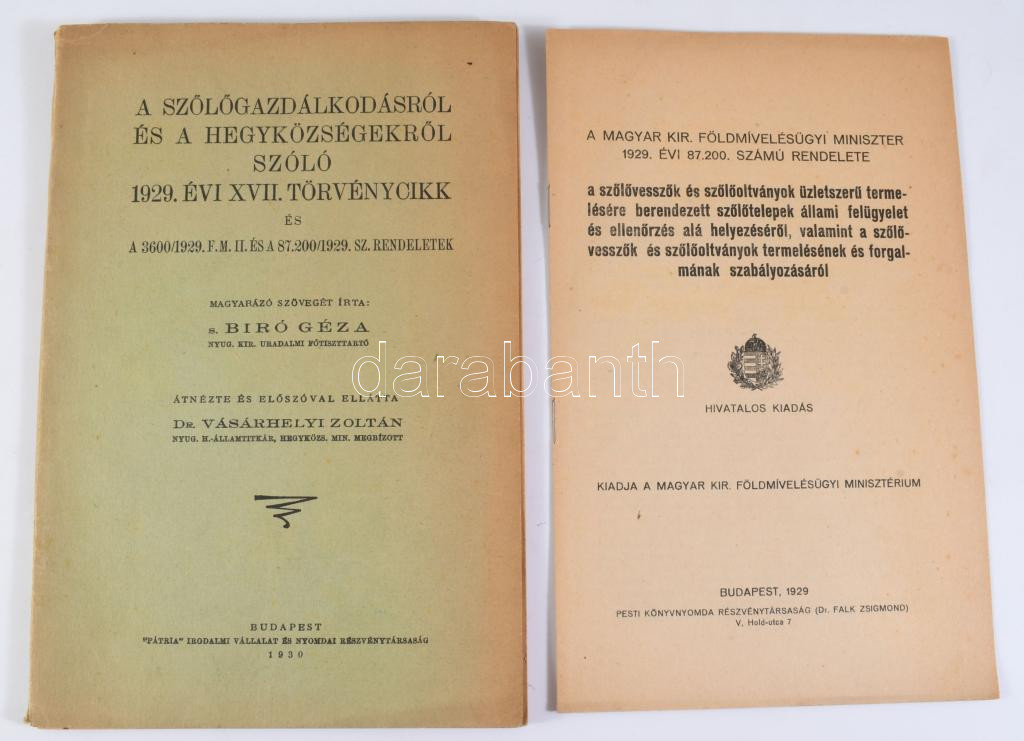 A SZŐLŐGAZDÁLKODÁSRÓL
ÉS A HEGYKÖZSÉGEKRŐL
SZÓLÓ
1929. ÉVI XVII. TÖRVÉNYCIKK
ÉS
A 3600/1929. F. M. II. ÉS A 87.200/1929. SZ. RENDELETEK
MAGYARÁZÓ SZÖVEGÉT ÍRTA:
S. BIRÓ GÉZA
NYUG. KIR. URADALMI FŐTISZTTARTÓ
ÁTNÉZTE ÉS ELŐSZÓVAL ELLÁTTA
DR. VÁSÁRHELYI ZOLTÁN
NYUG. H.-ÁLLAMTITKÁR, HEGYKÖZS. MIN. MEGBÍZOTT
BUDAPEST
"PÁTRIA" IRODALMI VÁLLALAT ÉS NYOMDAI RÉSZVÉNYTÁRSASÁG
1930
A MAGYAR KIR. FÖLDMÍVELÉSÜGYI MINISZTER
1929. ÉVI 87.200. SZÁMÚ RENDELETE
a szőlővesszők és szőlőoltványok üzletszerű terme-
lésére berendezett szőlőtelepek állami felügyelet
és ellenőrzés alá helyezéséről, valamint a szőlő-
vesszők és szőlőoltványok termelésének és forgal-
mának szabályozásáról
HIVATALOS KIADÁS
KIADJA A MAGYAR KIR. FÖLDMÍVELÉSÜGYI MINISZTÉRIUM
BUDAPEST, 1929
PESTI KÖNYVNYOMDA RÉSZVÉNYTÁRSASÁG (Dr. FALK ZSIGMOND)
V, Hold-utca 7
darabanth